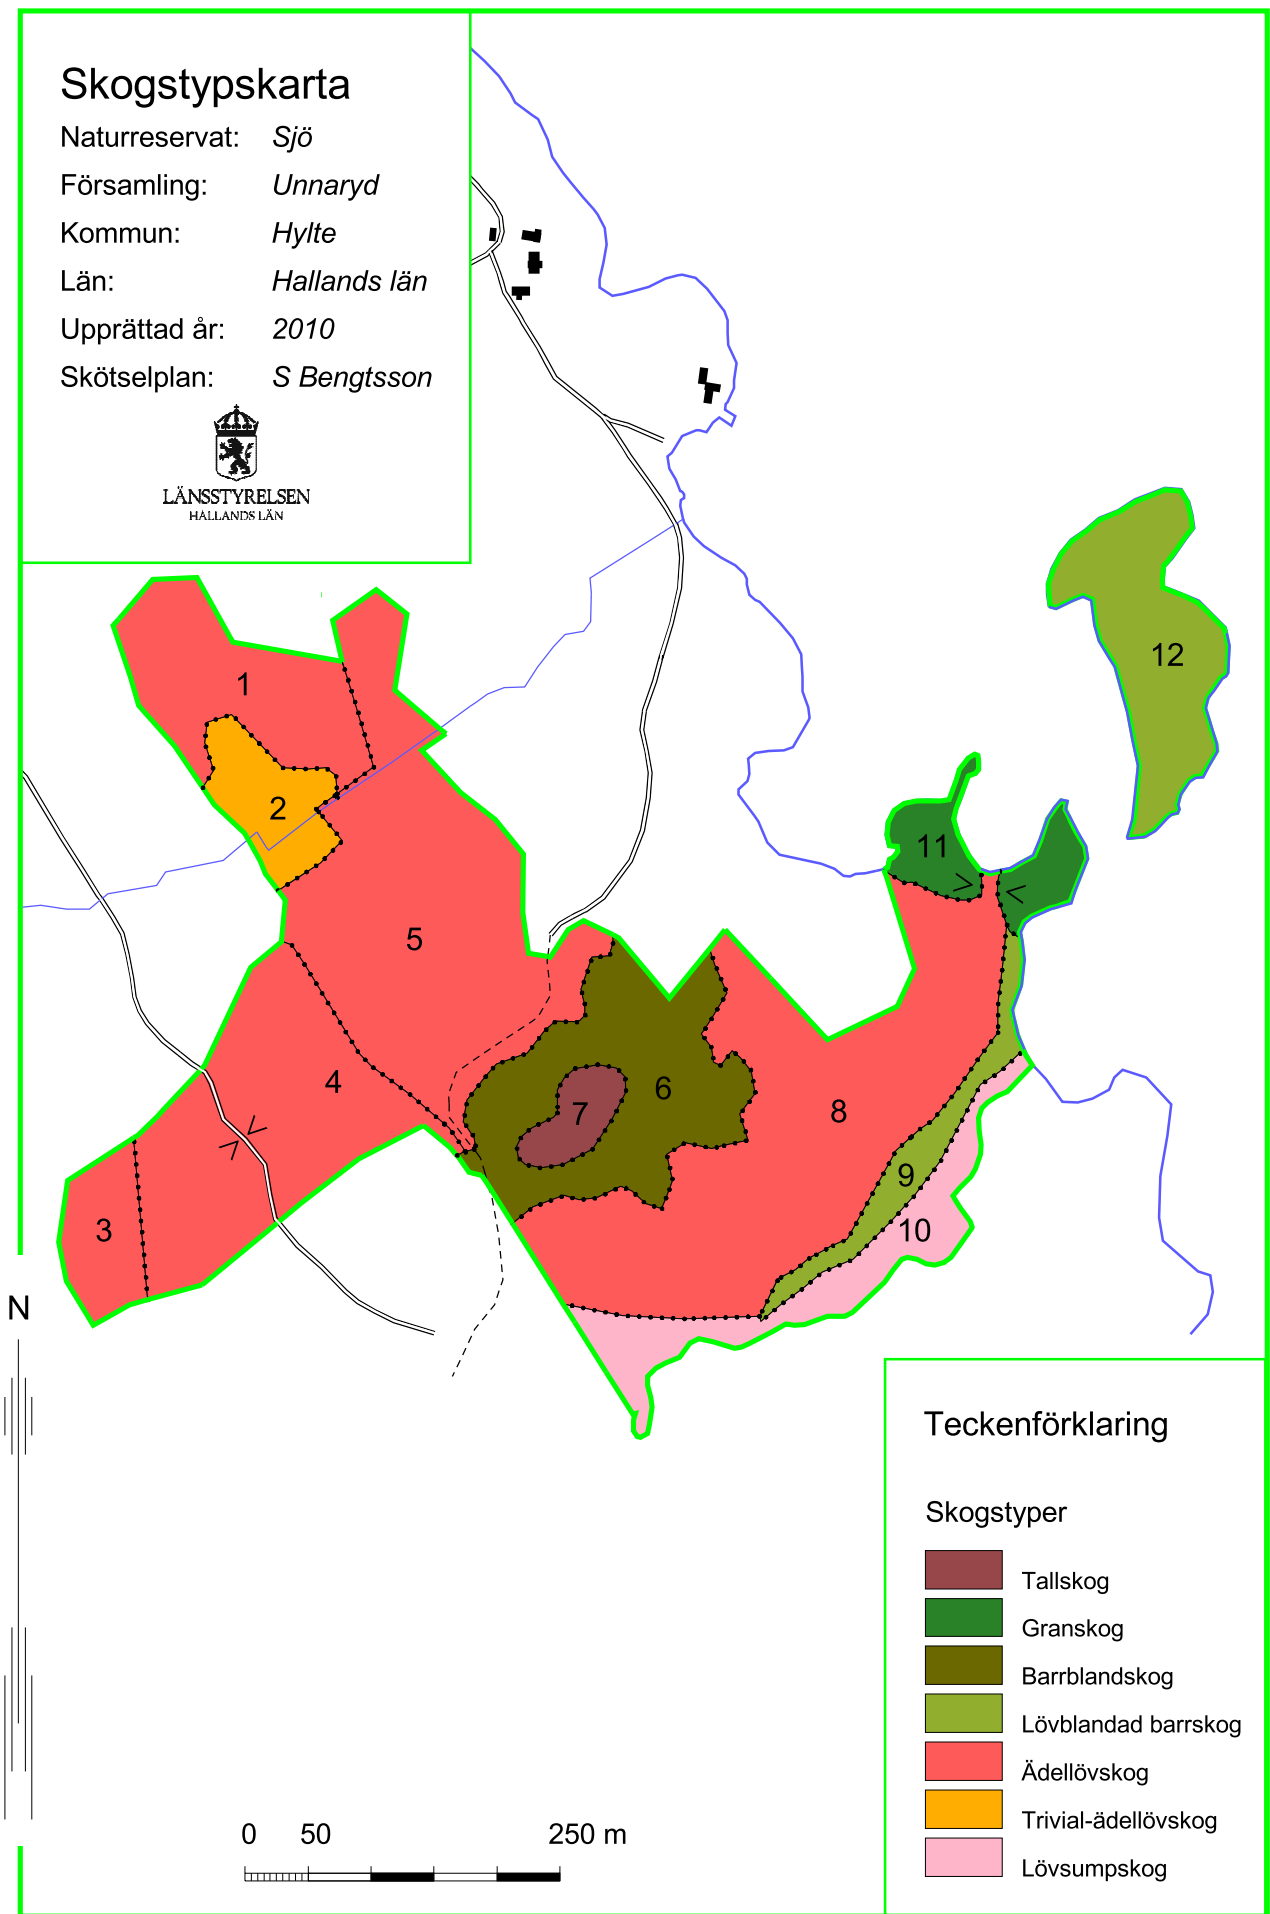 Skogstypskarta
Naturreservat: Sjö
Församling: Unnaryd
Kommun: Hylte
Län: Hallands län
Upprättad år: 2010
Skötselplan: S Bengtsson
LÄNSSTYRELSEN
HALLANDS LÄN
1
2
3
4
5
6
7
8
9
10
11
12
N
0 50 250 m
Teckenförklaring
Skogstyper
Tallskog
Granskog
Barrblandskog
Lövblandad barrskog
Ädellövskog
Trivial-ädellövskog
Lövsumpskog